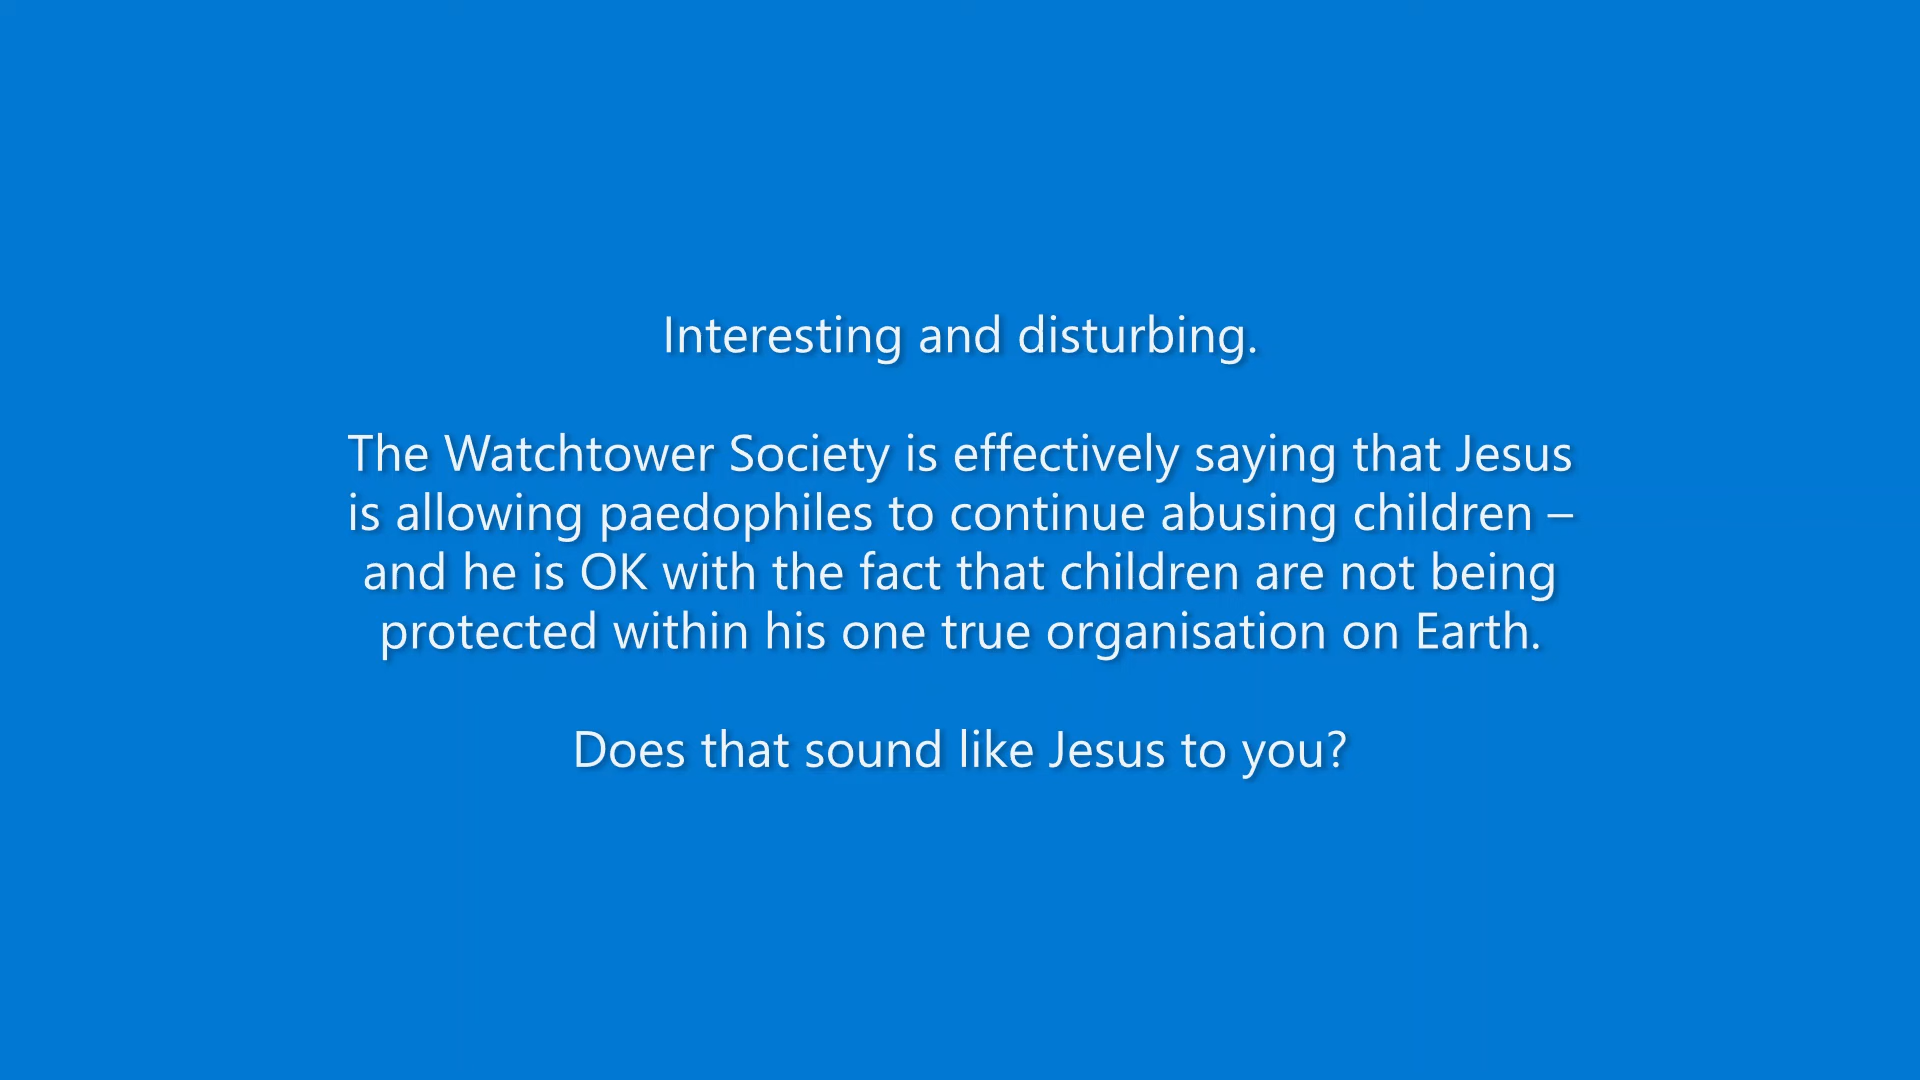 Interesting and disturbing.
The Watchtower Society is effectively saying that Jesus
is allowing paedophiles to continue abusing children –
and he is OK with the fact that children are not being
protected within his one true organisation on Earth.
Does that sound like Jesus to you?